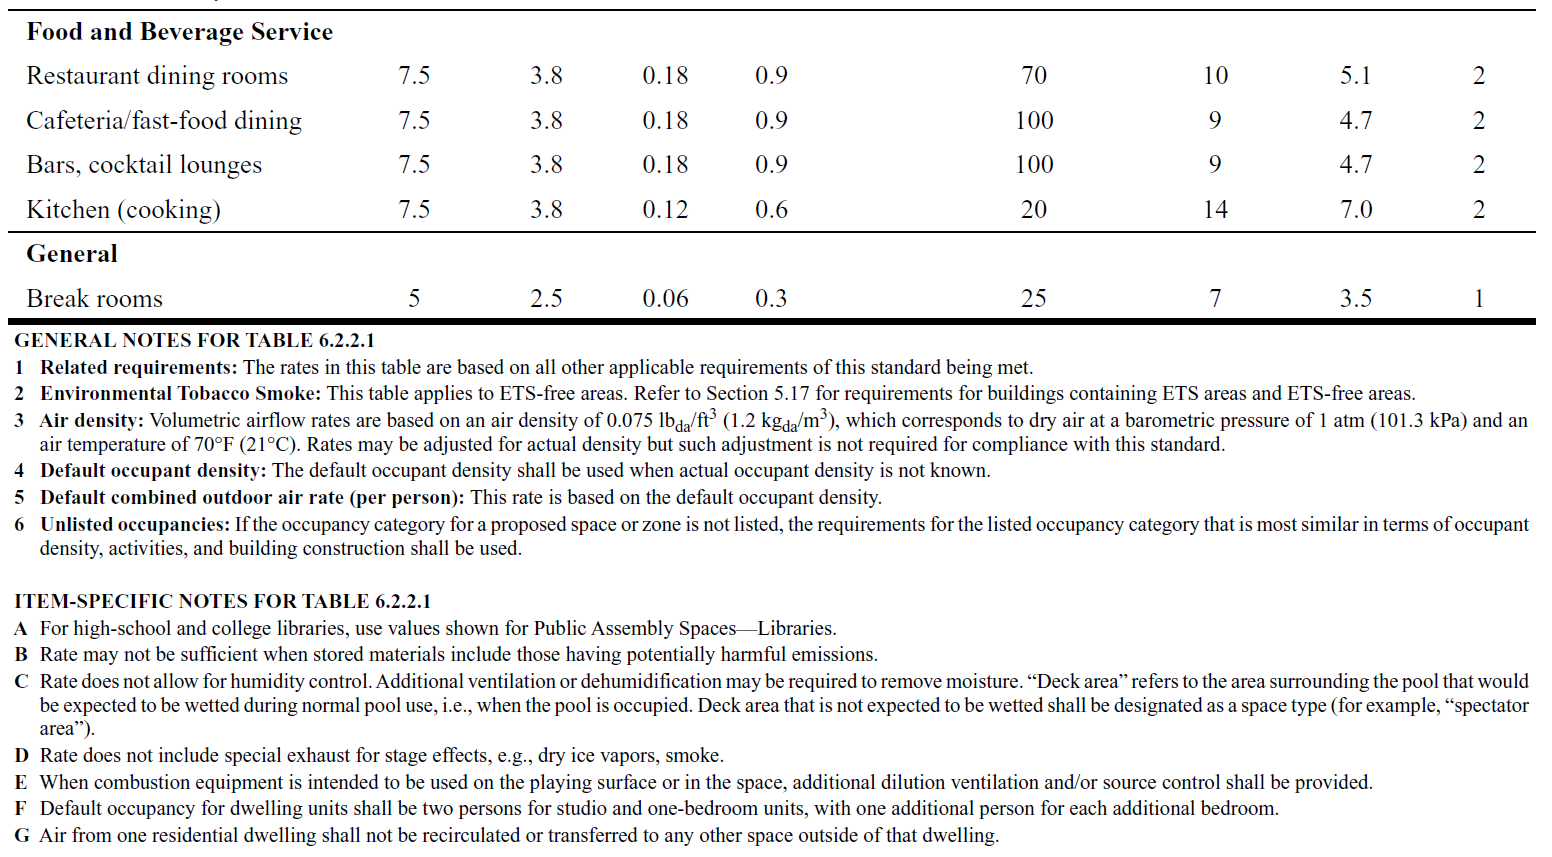 Food and Beverage Service
Restaurant dining rooms 7.5 3.8 0.18 0.9 70 10 5.1 2
Cafeteria/fast-food dining 7.5 3.8 0.18 0.9 100 9 4.7 2
Bars, cocktail lounges 7.5 3.8 0.18 0.9 100 9 4.7 2
Kitchen (cooking) 7.5 3.8 0.12 0.6 20 14 7.0 2
General
Break rooms 5 2.5 0.06 0.3 25 7 3.5 1
GENERAL NOTES FOR TABLE 6.2.2.1
1 Related requirements: The rates in this table are based on all other applicable requirements of this standard being met.
2 Environmental Tobacco Smoke: This table applies to ETS-free areas. Refer to Section 5.17 for requirements for buildings containing ETS areas and ETS-free areas.
3 Air density: Volumetric airflow rates are based on an air density of 0.075 lbda/ft3 (1.2 kgda/m3), which corresponds to dry air at a barometric pressure of 1 atm (101.3 kPa) and an
air temperature of 70°F (21°C). Rates may be adjusted for actual density but such adjustment is not required for compliance with this standard.
4 Default occupant density: The default occupant density shall be used when actual occupant density is not known.
5 Default combined outdoor air rate (per person): This rate is based on the default occupant density.
6 Unlisted occupancies: If the occupancy category for a proposed space or zone is not listed, the requirements for the listed occupancy category that is most similar in terms of occupant
density, activities, and building construction shall be used.
ITEM-SPECIFIC NOTES FOR TABLE 6.2.2.1
A For high-school and college libraries, use values shown for Public Assembly Spaces—Libraries.
B Rate may not be sufficient when stored materials include those having potentially harmful emissions.
C Rate does not allow for humidity control. Additional ventilation or dehumidification may be required to remove moisture. “Deck area” refers to the area surrounding the pool that would
be expected to be wetted during normal pool use, i.e., when the pool is occupied. Deck area that is not expected to be wetted shall be designated as a space type (for example, “spectator
area”).
D Rate does not include special exhaust for stage effects, e.g., dry ice vapors, smoke.
E When combustion equipment is intended to be used on the playing surface or in the space, additional dilution ventilation and/or source control shall be provided.
F Default occupancy for dwelling units shall be two persons for studio and one-bedroom units, with one additional person for each additional bedroom.
G Air from one residential dwelling shall not be recirculated or transferred to any other space outside of that dwelling.